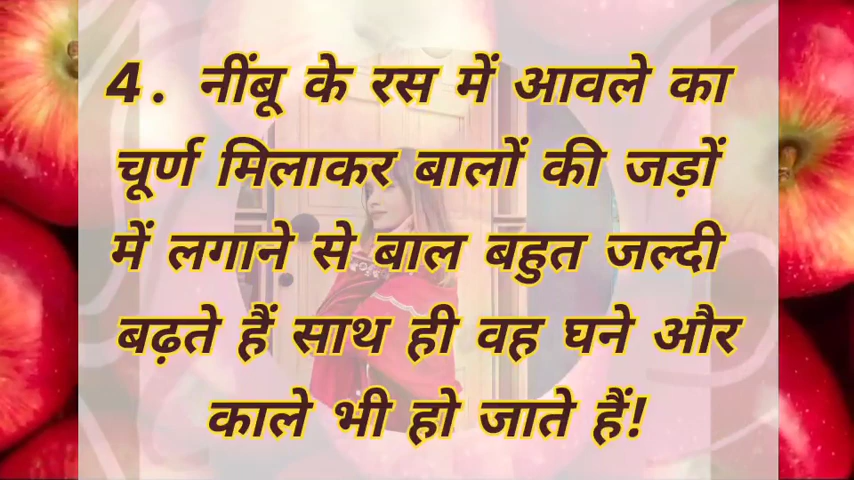 4. नींबू के रस में आवले का
चूर्ण मिलाकर बालों की जड़ों
में लगाने से बाल बहुत जल्दी
बढ़ते हैं साथ ही वह घने और
काले भी हो जाते हैं!